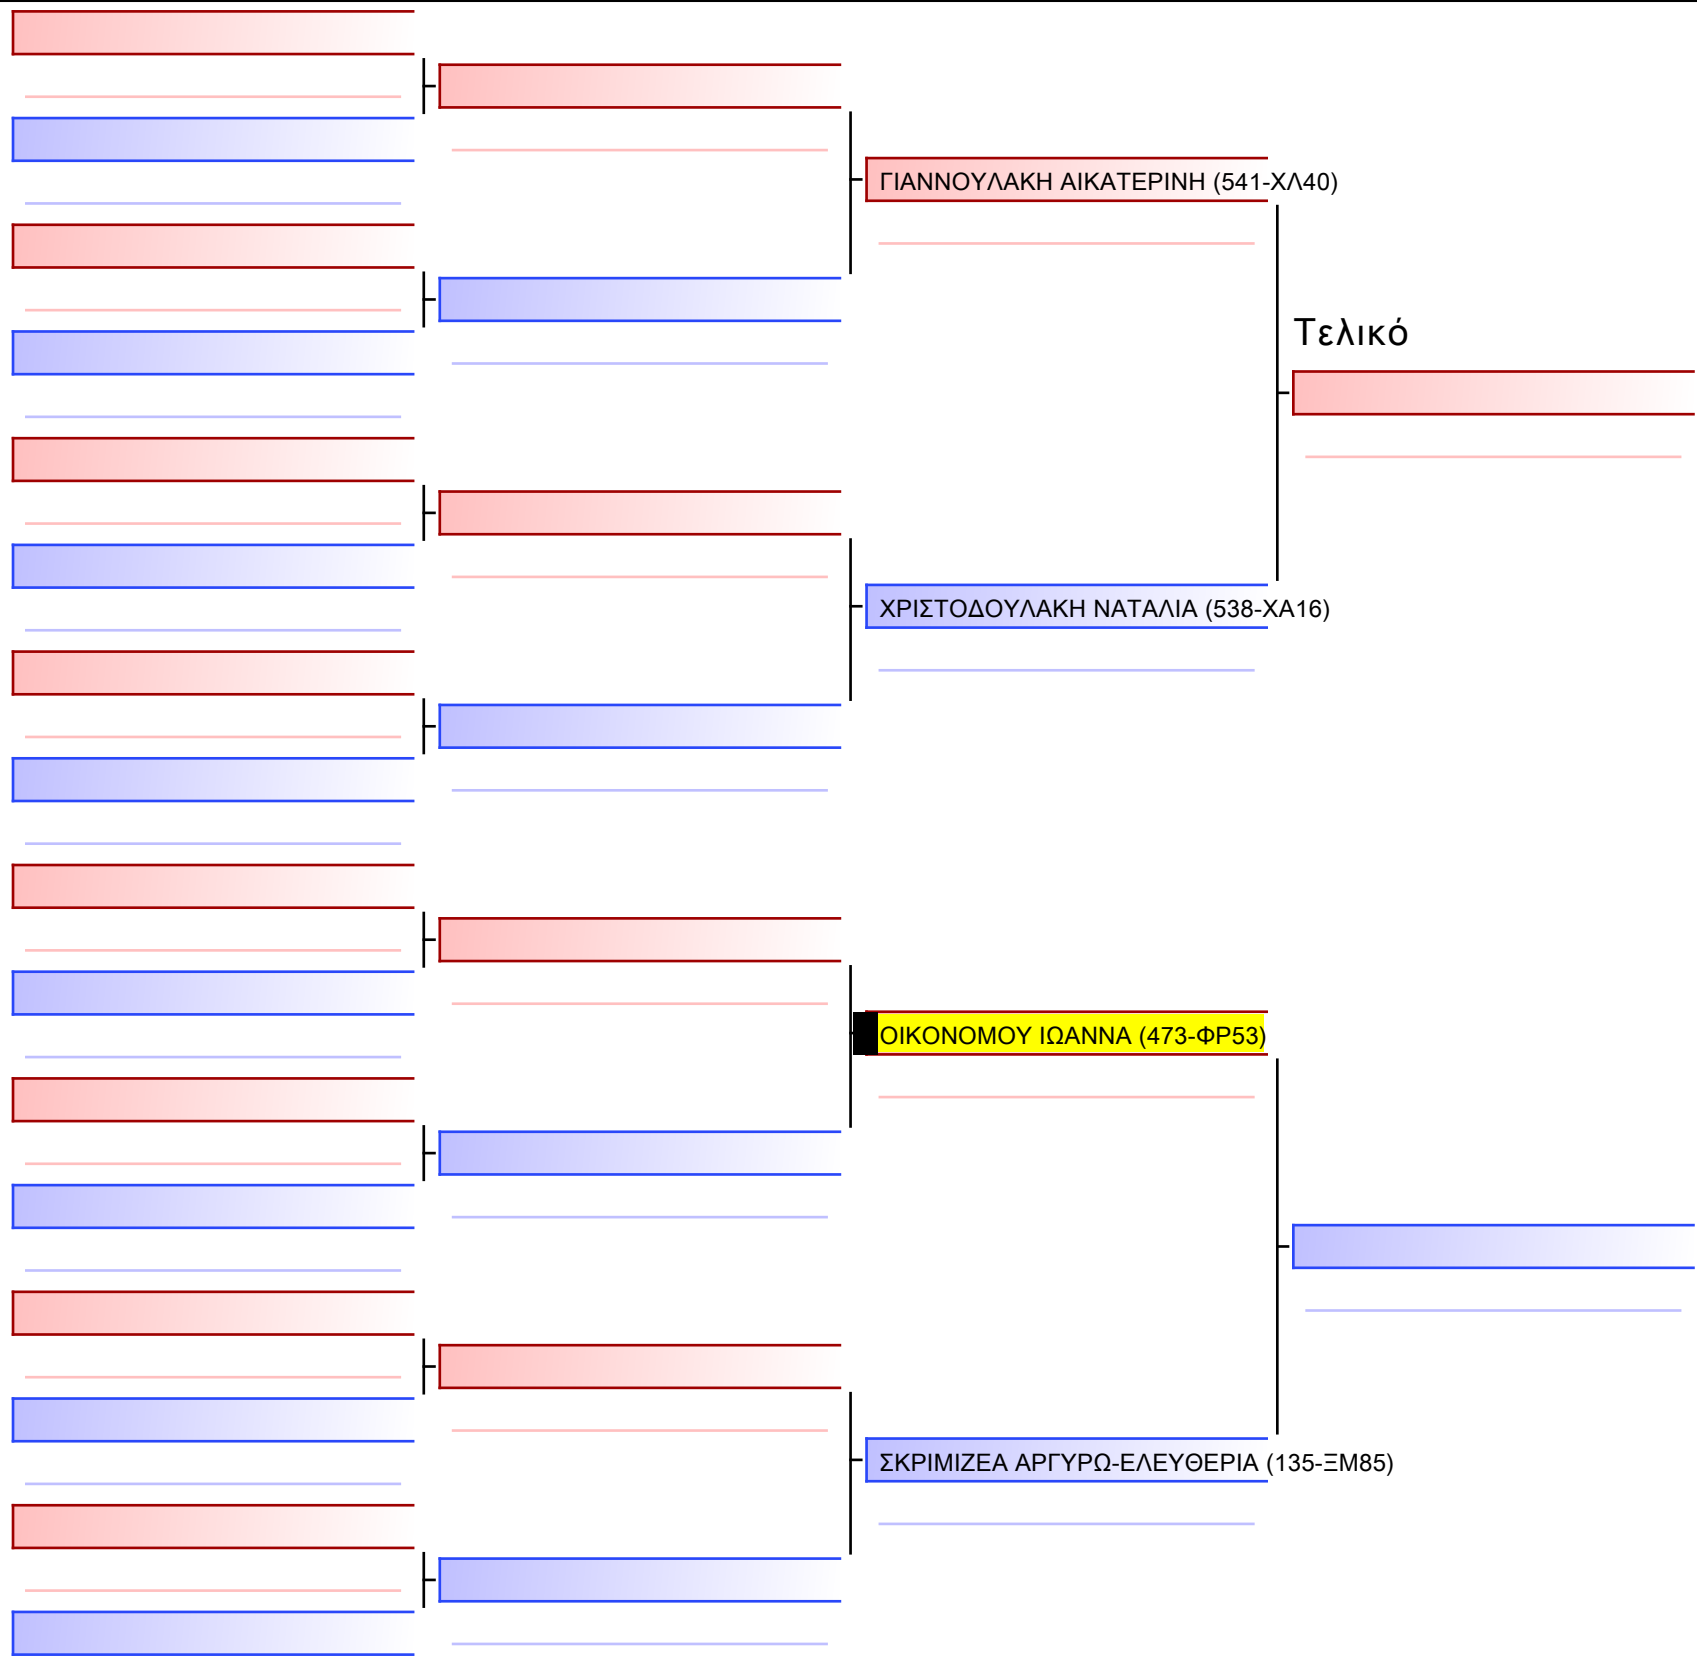 ΓΙΑΝΝΟΥΛΑΚΗ ΑΙΚΑΤΕΡΙΝΗ (541-ΧΛ40)
Τελικό
ΧΡΙΣΤΟΔΟΥΛΑΚΗ ΝΑΤΑΛΙΑ (538-ΧΑ16)
ΟΙΚΟΝΟΜΟΥ ΙΩΑΝΝΑ (473-ΦΡ53)
ΣΚΡΙΜΙΖΕΑ ΑΡΓΥΡΩ-ΕΛΕΥΘΕΡΙΑ (135-ΞΜ85)